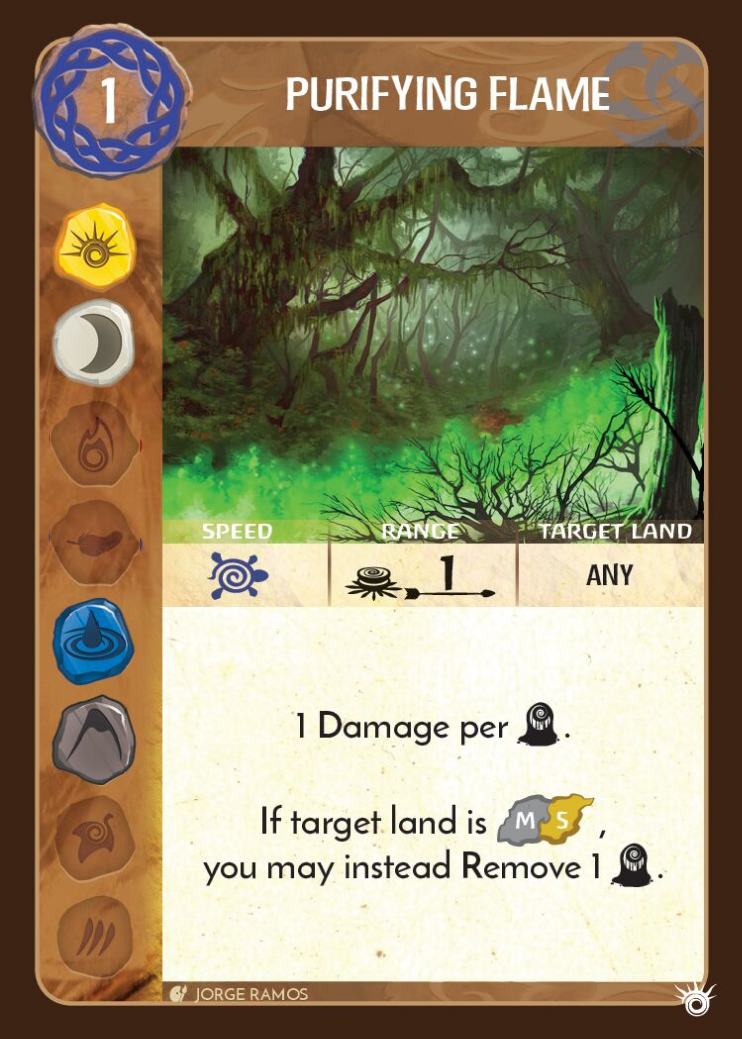 1
PURIFYING FLAME
SPEED RANGE TARGET LAND
1 ANY
1 Damage per .
If target land is M S ,
you may instead Remove 1 .
JORGE RAMOS